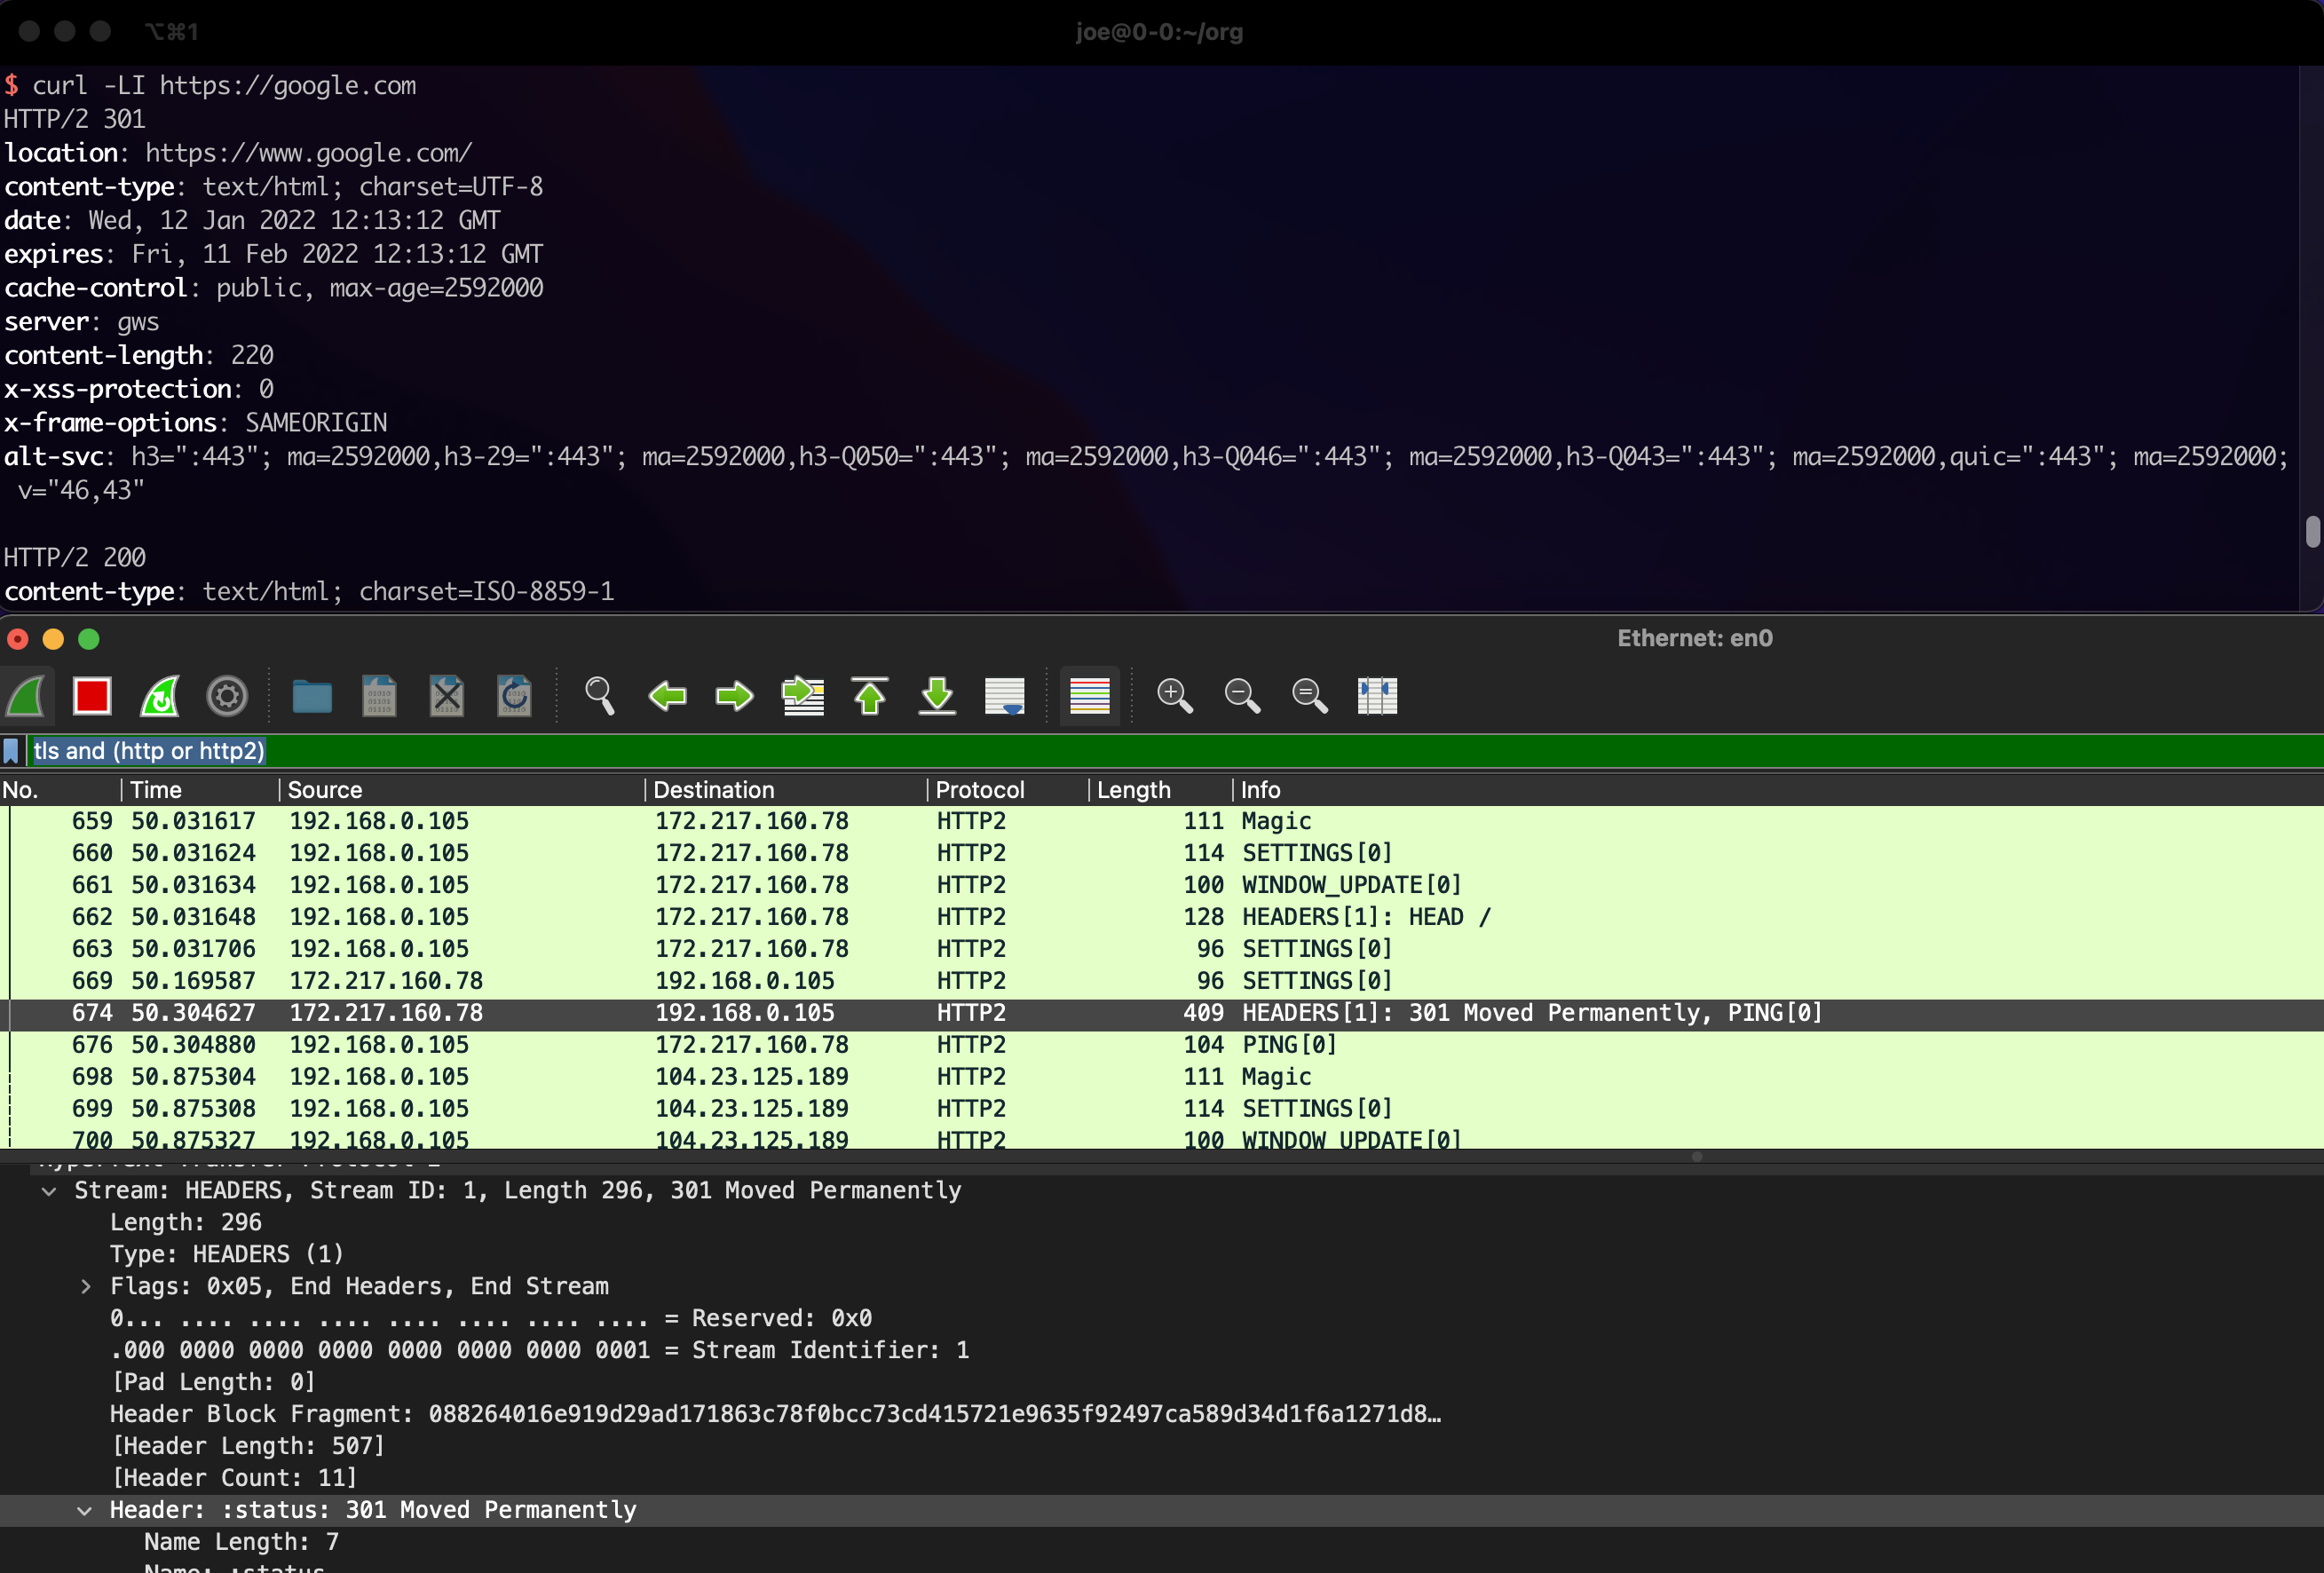 ⌥⌘1
joe@0-0:~/org
$ curl -LI https://google.com
HTTP/2 301
location: https://www.google.com/
content-type: text/html; charset=UTF-8
date: Wed, 12 Jan 2022 12:13:12 GMT
expires: Fri, 11 Feb 2022 12:13:12 GMT
cache-control: public, max-age=2592000
server: gws
content-length: 220
x-xss-protection: 0
x-frame-options: SAMEORIGIN
alt-svc: h3=":443"; ma=2592000,h3-29=":443"; ma=2592000,h3-Q050=":443"; ma=2592000,h3-Q046=":443"; ma=2592000,h3-Q043=":443"; ma=2592000,quic=":443"; ma=2592000;
v="46,43"
HTTP/2 200
content-type: text/html; charset=ISO-8859-1
Ethernet: en0
tls and (http or http2)
No. Time Source Destination Protocol Length Info
659 50.031617 192.168.0.105 172.217.160.78 HTTP2 111 Magic
660 50.031624 192.168.0.105 172.217.160.78 HTTP2 114 SETTINGS[0]
661 50.031634 192.168.0.105 172.217.160.78 HTTP2 100 WINDOW_UPDATE[0]
662 50.031648 192.168.0.105 172.217.160.78 HTTP2 128 HEADERS[1]: HEAD /
663 50.031706 192.168.0.105 172.217.160.78 HTTP2 96 SETTINGS[0]
669 50.169587 172.217.160.78 192.168.0.105 HTTP2 96 SETTINGS[0]
674 50.304627 172.217.160.78 192.168.0.105 HTTP2 409 HEADERS[1]: 301 Moved Permanently, PING[0]
676 50.304880 192.168.0.105 172.217.160.78 HTTP2 104 PING[0]
698 50.875304 192.168.0.105 104.23.125.189 HTTP2 111 Magic
699 50.875308 192.168.0.105 104.23.125.189 HTTP2 114 SETTINGS[0]
700 50.875327 192.168.0.105 104.23.125.189 HTTP2 100 WINDOW_UPDATE[0]
HyperText Transfer Protocol 2
Stream: HEADERS, Stream ID: 1, Length 296, 301 Moved Permanently
Length: 296
Type: HEADERS (1)
Flags: 0x05, End Headers, End Stream
0... .... .... .... .... .... .... .... = Reserved: 0x0
.000 0000 0000 0000 0000 0000 0000 0001 = Stream Identifier: 1
[Pad Length: 0]
Header Block Fragment: 088264016e919d29ad171863c78f0bcc73cd415721e9635f92497ca589d34d1f6a1271d8…
[Header Length: 507]
[Header Count: 11]
Header: :status: 301 Moved Permanently
Name Length: 7
Name: :status